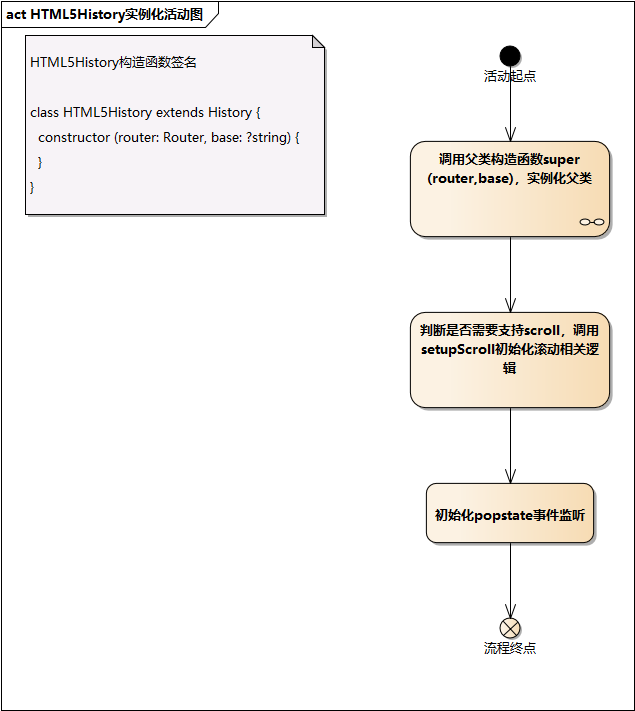 act HTML5History实例化活动图
HTML5History构造函数签名
class HTML5History extends History {
constructor (router: Router, base: ?string) {
}
}
活动起点
调用父类构造函数super
(router,base)，实例化父类
判断是否需要支持scroll，调用
setupScroll初始化滚动相关逻
辑
初始化popstate事件监听
流程终点